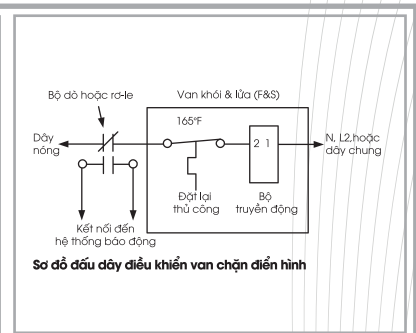 Bộ dò hoặc rơ-le
Van khói & lửa (F&S)
165°F
Dây
nóng
2 1
N, L2,hoặc
dây chung
Đặt lại
thủ công
Bộ
truyền động
Kết nối đến
hệ thống báo động
Sơ đồ đấu dây điều khiển van chặn điển hình